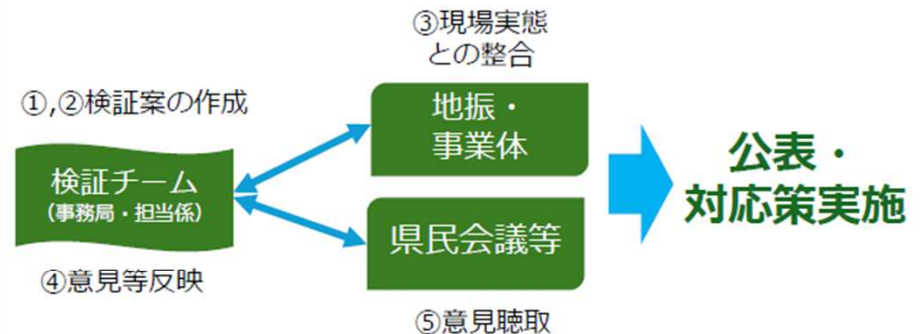 ①,②検証案の作成
検証チーム
(事務局・担当係)
④意見等反映
③現場実態
との整合
地振・
事業体
県民会議等
⑤意見聴取
公表・
対応策実施